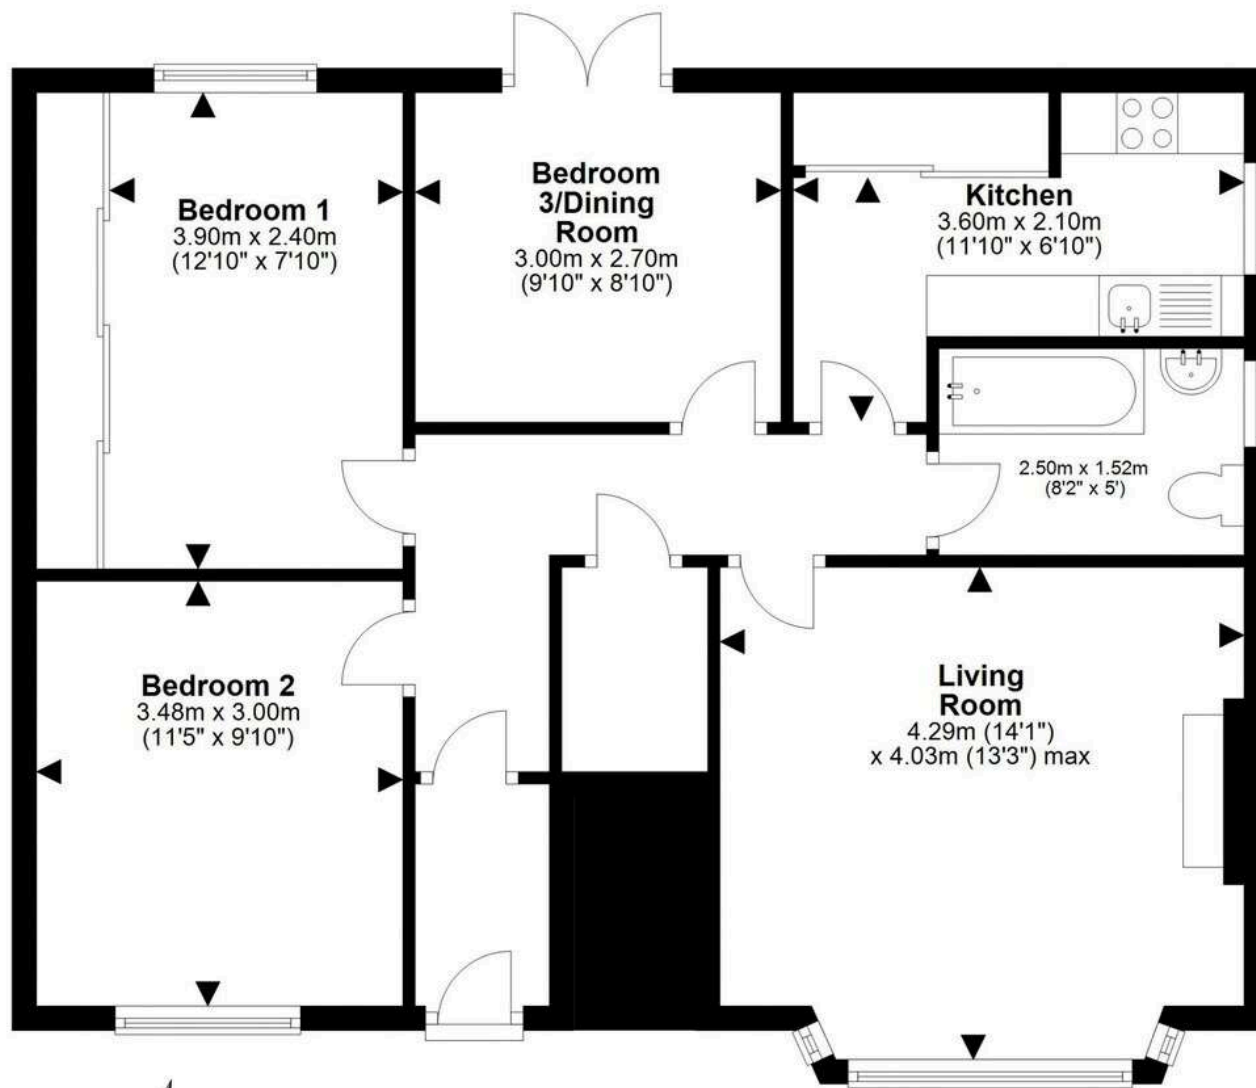 Bedroom 1
3.90m x 2.40m
(12'10" x 7'10")
Bedroom
3/Dining
Room
3.00m x 2.70m
(9'10" x 8'10")
Kitchen
3.60m x 2.10m
(11'10" x 6'10")
2.50m x 1.52m
(8'2" x 5')
Bedroom 2
3.48m x 3.00m
(11'5" x 9'10")
Living
Room
4.29m (14'1")
x 4.03m (13'3") max